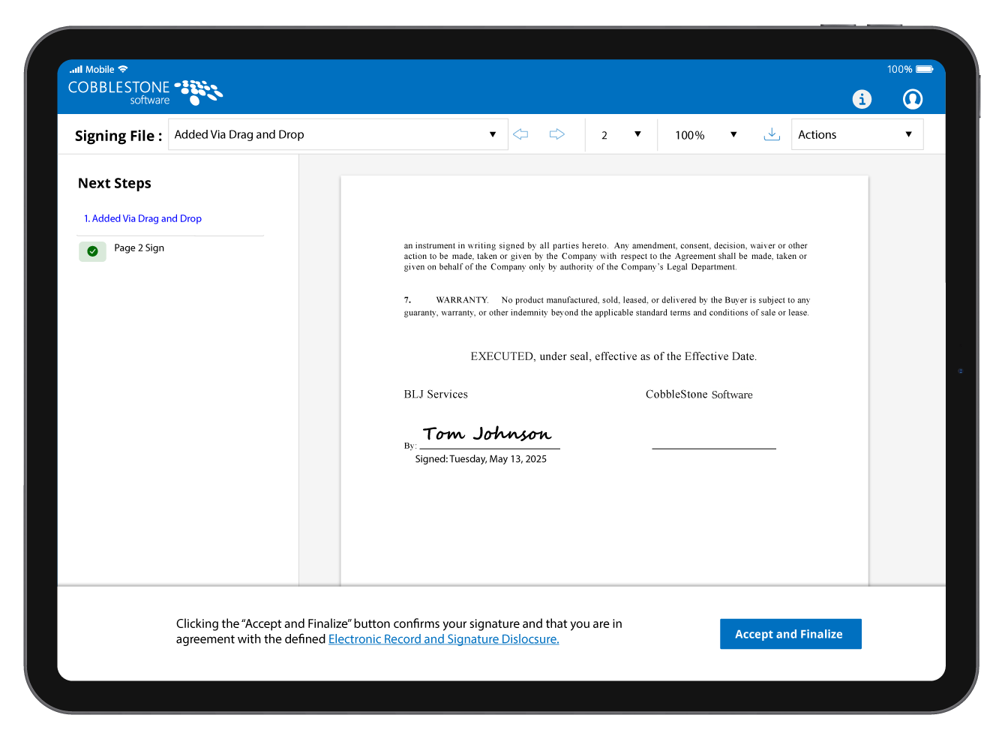 Mobile
100%
COBBLESTONE
software
Signing File :
Added Via Drag and Drop
2
100%
Actions
Next Steps
1. Added Via Drag and Drop
Page 2 Sign
an instrument in writing signed by all parties hereto. Any amendment, consent, decision, waiver or other
action to be made, taken or given by the Company with respect to the Agreement shall be made, taken or
given on behalf of the Company only by authority of the Company's Legal Department.
7. WARRANTY. No product manufactured, sold, leased, or delivered by the Buyer is subject to any
guaranty, warranty, or other indemnity beyond the applicable standard terms and conditions of sale or lease.
EXECUTED, under seal, effective as of the Effective Date.
BLJ Services
CobbleStone Software
Tom Johnson
By:
Signed: Tuesday, May 13, 2025
Clicking the “Accept and Finalize” button confirms your signature and that you are in
agreement with the defined Electronic Record and Signature Dislocsure.
Accept and Finalize